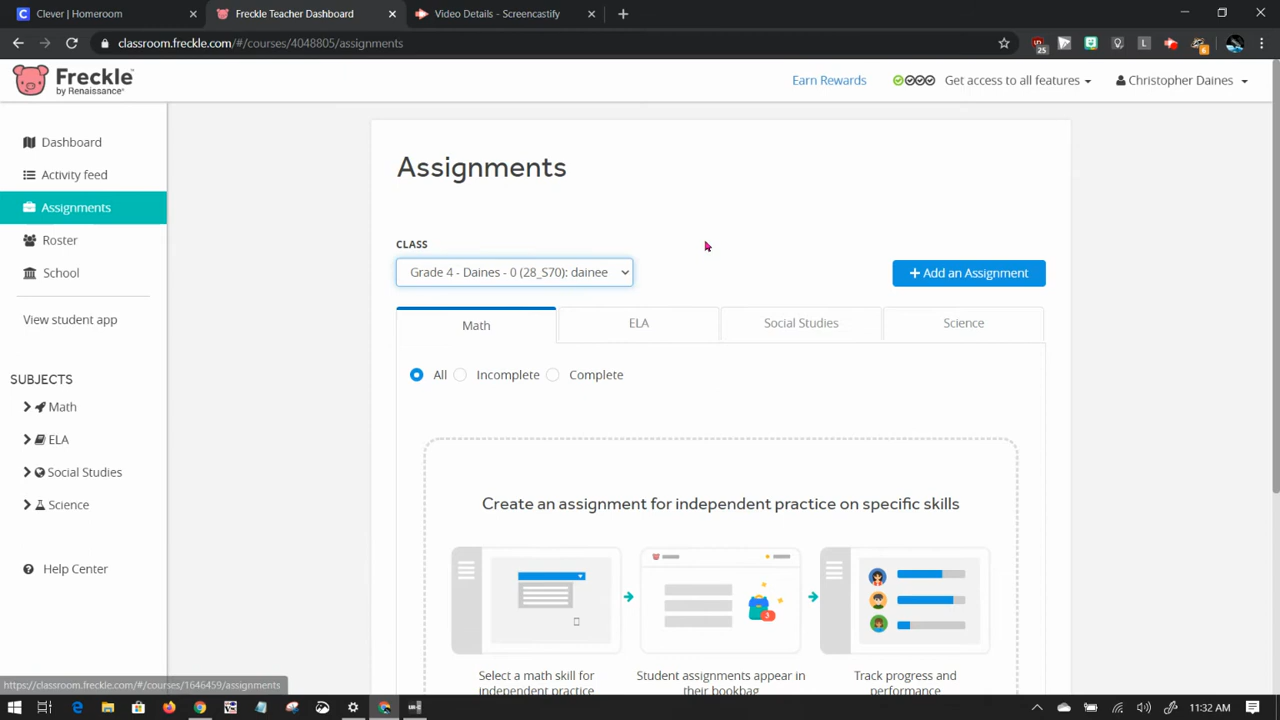 Clever | Homeroom
Freckle Teacher Dashboard
Video Details - Screencastify
classroom.freckle.com/#/courses/4048805/assignments
25
6
Freckle
by Renaissance
Earn Rewards
Get access to all features
Christopher Daines
Dashboard
Activity feed
Assignments
Roster
School
View student app
SUBJECTS
Math
ELA
Social Studies
Science
Help Center
Assignments
CLASS
Grade 4 - Daines - 0 (28_S70): dainee
+ Add an Assignment
Math
ELA
Social Studies
Science
All
Incomplete
Complete
Create an assignment for independent practice on specific skills
3
Select a math skill for
independent practice
Student assignments appear in
their bookbag
Track progress and
performance
https://classroom.freckle.com/#/courses/1646459/assignments
11:32 AM